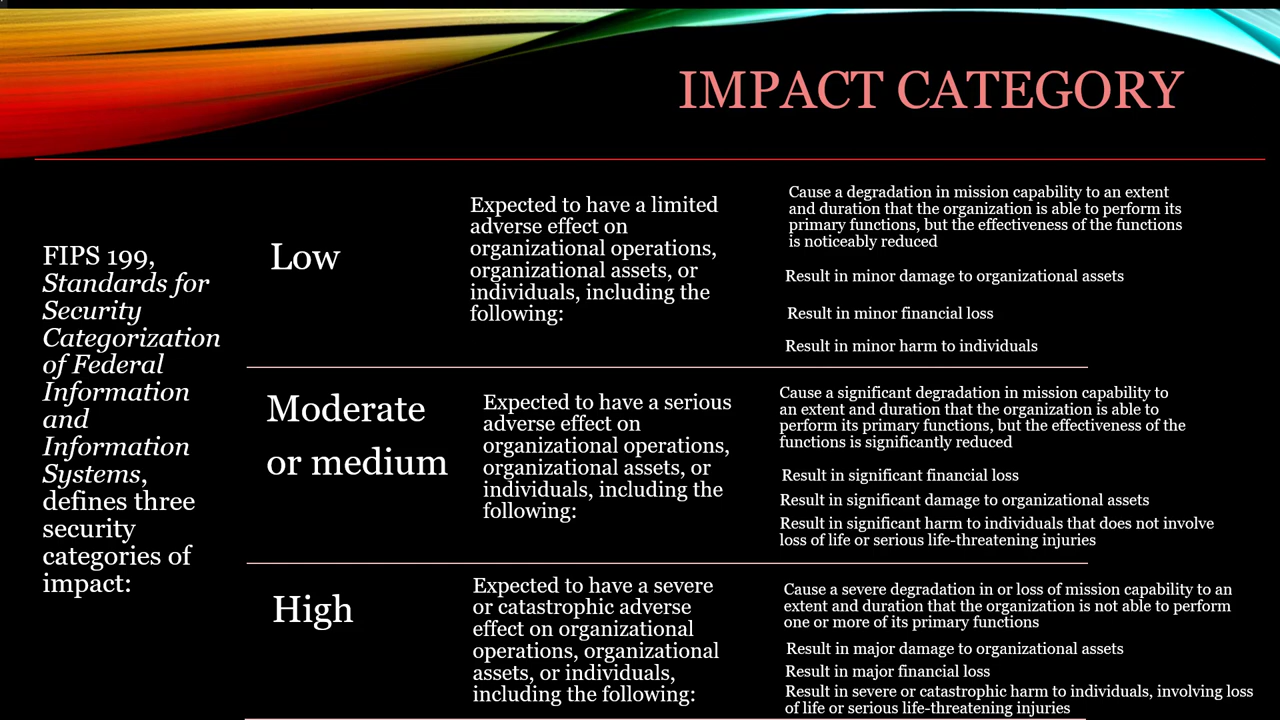 IMPACT CATEGORY
FIPS 199,
Standards for
Security
Categorization
of Federal
Information
and
Information
Systems,
defines three
security
categories of
impact:
Low
Expected to have a limited
adverse effect on
organizational operations,
organizational assets, or
individuals, including the
following:
Cause a degradation in mission capability to an extent
and duration that the organization is able to perform its
primary functions, but the effectiveness of the functions
is noticeably reduced
Result in minor damage to organizational assets
Result in minor financial loss
Result in minor harm to individuals
Moderate
or medium
Expected to have a serious
adverse effect on
organizational operations,
organizational assets, or
individuals, including the
following:
Cause a significant degradation in mission capability to
an extent and duration that the organization is able to
perform its primary functions, but the effectiveness of the
functions is significantly reduced
Result in significant financial loss
Result in significant damage to organizational assets
Result in significant harm to individuals that does not involve
loss of life or serious life-threatening injuries
High
Expected to have a severe
or catastrophic adverse
effect on organizational
operations, organizational
assets, or individuals,
including the following:
Cause a severe degradation in or loss of mission capability to an
extent and duration that the organization is not able to perform
one or more of its primary functions
Result in major damage to organizational assets
Result in major financial loss
Result in severe or catastrophic harm to individuals, involving loss
of life or serious life-threatening injuries